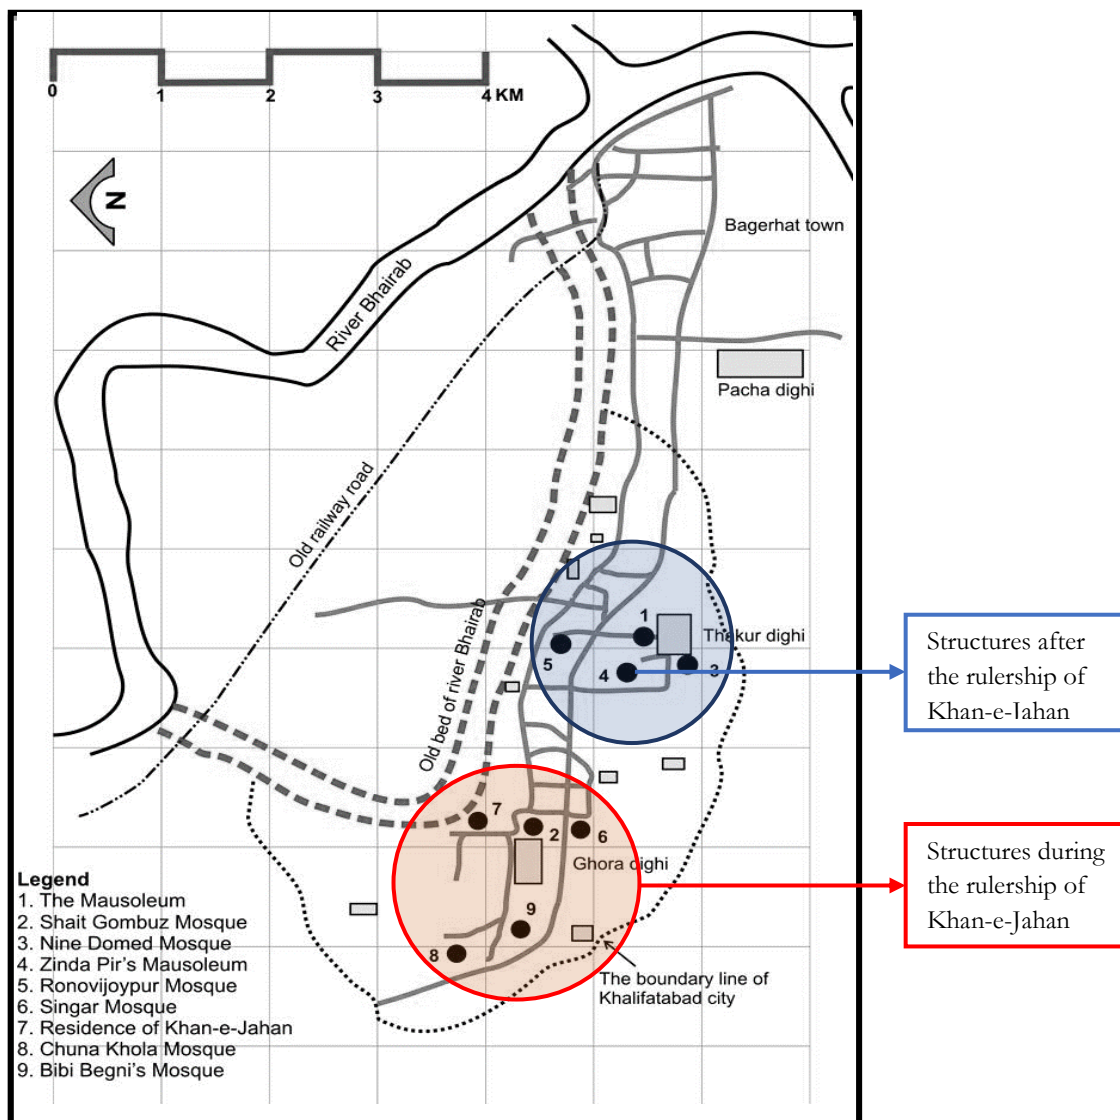 0
1
2
3
4 KM
N
Bagerhat town
River Bhairab
Pacha dighi
Old railway road
Old bed of river Bhairab
1
Thakur dighi
5
4
3
Structures after
the rulership of
Khan-e-Jahan
7
2
6
Ghora dighi
9
8
Structures during
the rulership of
Khan-e-Jahan
The boundary line of
Khalifatabad city
Legend
1. The Mausoleum
2. Shait Gombuz Mosque
3. Nine Domed Mosque
4. Zinda Pir's Mausoleum
5. Ronovijoypur Mosque
6. Singar Mosque
7. Residence of Khan-e-Jahan
8. Chuna Khola Mosque
9. Bibi Begni's Mosque